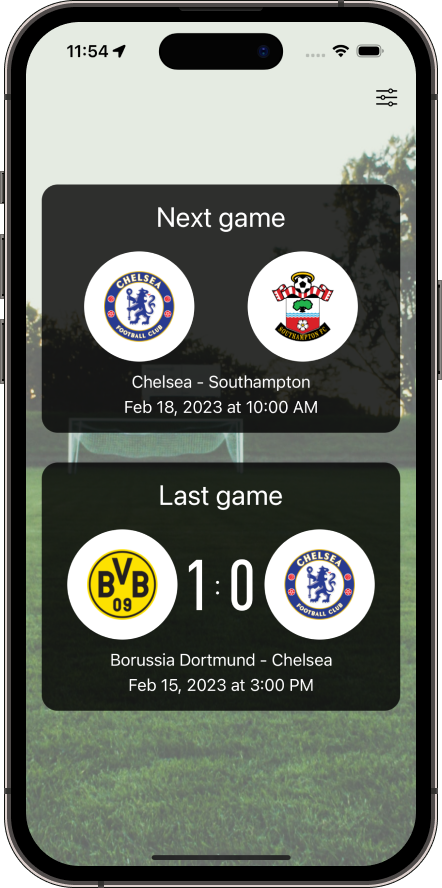 11:54
Next game
CHELSEA
FOOTBALL CLUB
SOUTHAMPTON FC
Chelsea - Southampton
Feb 18, 2023 at 10:00 AM
Last game
BVB
09
1:0
CHELSEA
FOOTBALL CLUB
Borussia Dortmund - Chelsea
Feb 15, 2023 at 3:00 PM